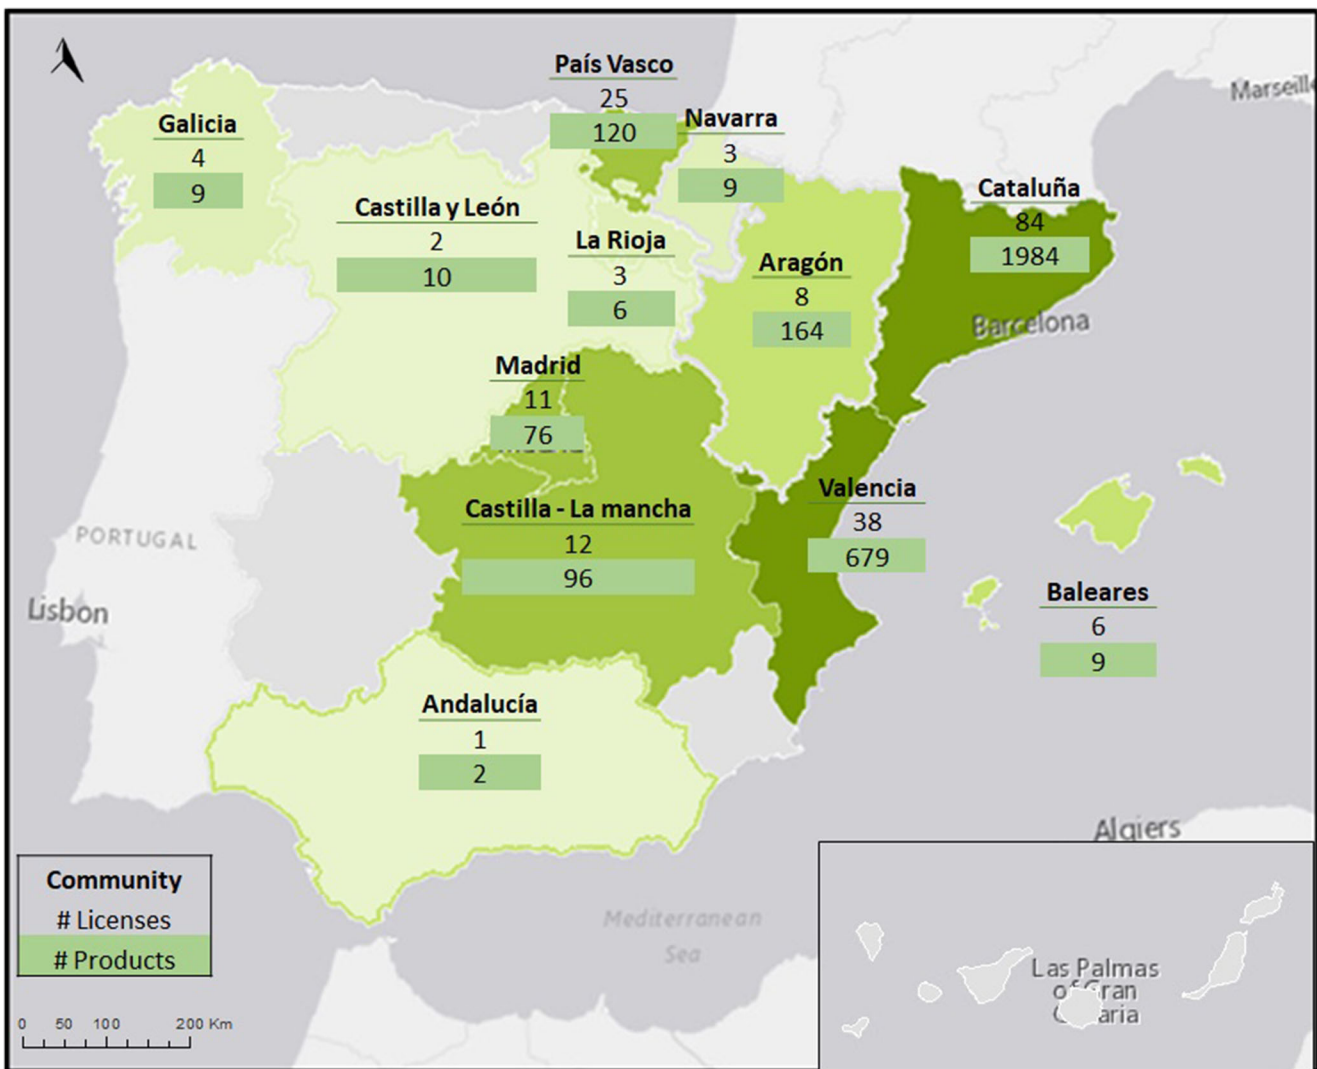 País Vasco
25
120
Navarra
3
9
Galicia
4
9
Marseille
Cataluña
84
1984
Castilla y León
2
10
La Rioja
3
6
Aragón
8
164
Barcelona
Madrid
11
76
Castilla - La mancha
12
96
Valencia
38
679
PORTUGAL
Lisbon
Baleares
6
9
Andalucía
1
2
Algiers
Community
# Licenses
# Products
Mediterranean
Sea
0 50 100 200 Km
Las Palmas
of Gran
Canaria